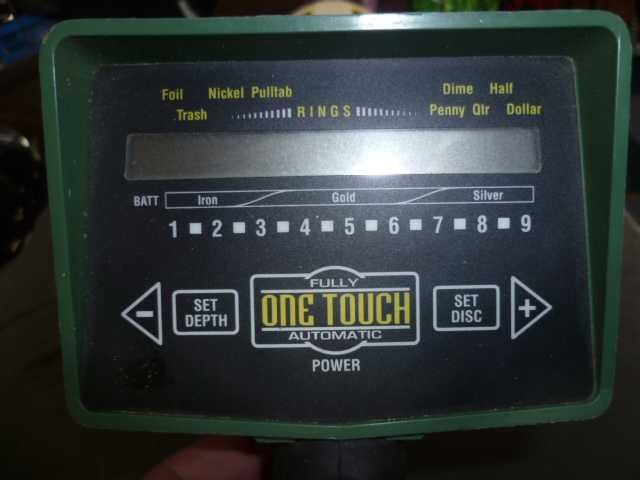 Foil Nickel Pulltab Dime Half
Trash RINGS Penny Qtr Dollar
BATT Iron Gold Silver
1 2 3 4 5 6 7 8 9
- SET DEPTH FULLY ONE TOUCH AUTOMATIC SET DISC +
POWER